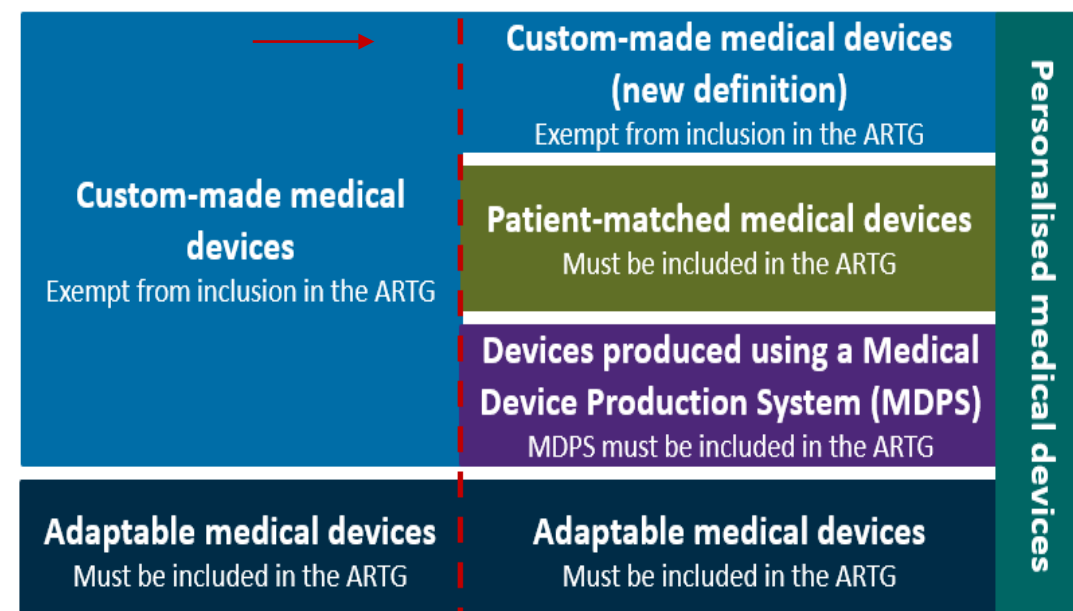 Custom-made medical
devices
Exempt from inclusion in the ARTG
Custom-made medical devices
(new definition)
Exempt from inclusion in the ARTG
Patient-matched medical devices
Must be included in the ARTG
Devices produced using a Medical
Device Production System (MDPS)
MDPS must be included in the ARTG
Adaptable medical devices
Must be included in the ARTG
Adaptable medical devices
Must be included in the ARTG
Personalised medical devices